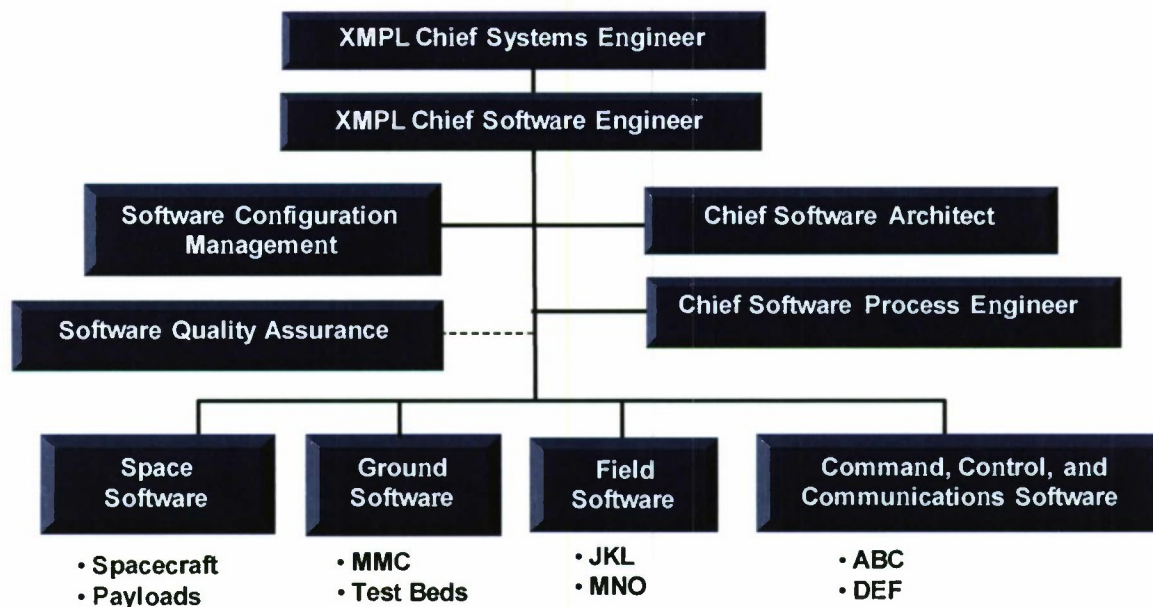 XMPL Chief Systems Engineer
XMPL Chief Software Engineer
Software Configuration
Management
Chief Software Architect
Software Quality Assurance
Chief Software Process Engineer
Space
Software
• Spacecraft
• Payloads
Ground
Software
• MMC
• Test Beds
Field
Software
• JKL
• MNO
Command, Control, and
Communications Software
• ABC
• DEF